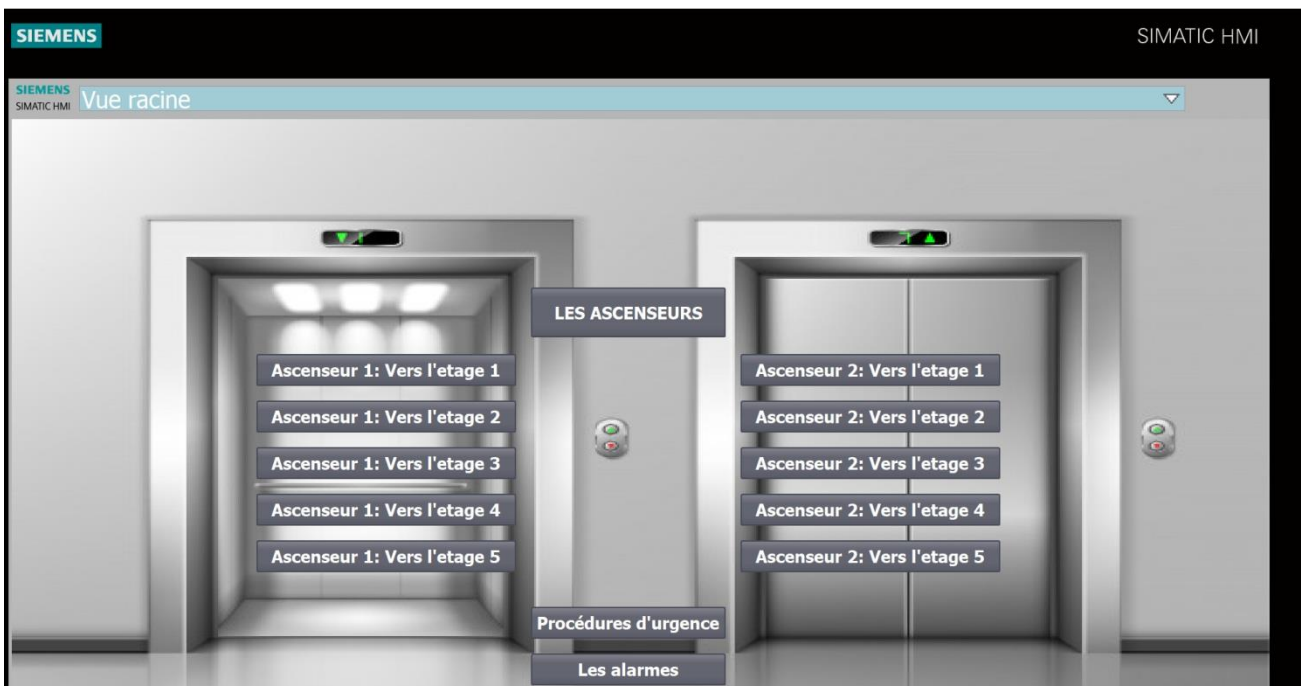 SIEMENS
SIMATIC HMI
SIEMENS
SIMATIC HMI
Vue racine
LES ASCENSEURS
Ascenseur 1: Vers l'etage 1
Ascenseur 2: Vers l'etage 1
Ascenseur 1: Vers l'etage 2
Ascenseur 2: Vers l'etage 2
Ascenseur 1: Vers l'etage 3
Ascenseur 2: Vers l'etage 3
Ascenseur 1: Vers l'etage 4
Ascenseur 2: Vers l'etage 4
Ascenseur 1: Vers l'etage 5
Ascenseur 2: Vers l'etage 5
Procédures d'urgence
Les alarmes